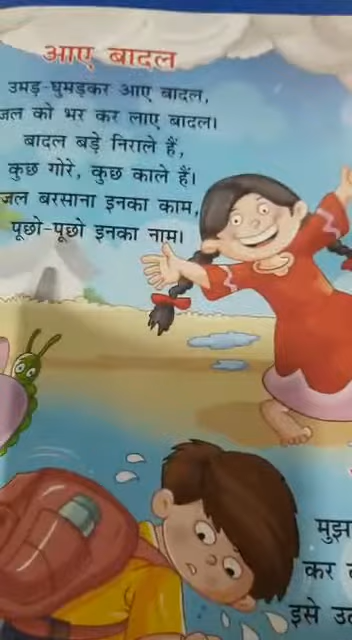 आए बादल
उमड़-घुमड़कर आए बादल,
जल को भर कर लाए बादल।
बादल बड़े निराले हैं,
कुछ गोरे, कुछ काले हैं।
जल बरसाना इनका काम,
पूछो-पूछो इनका नाम।
कर
इसे